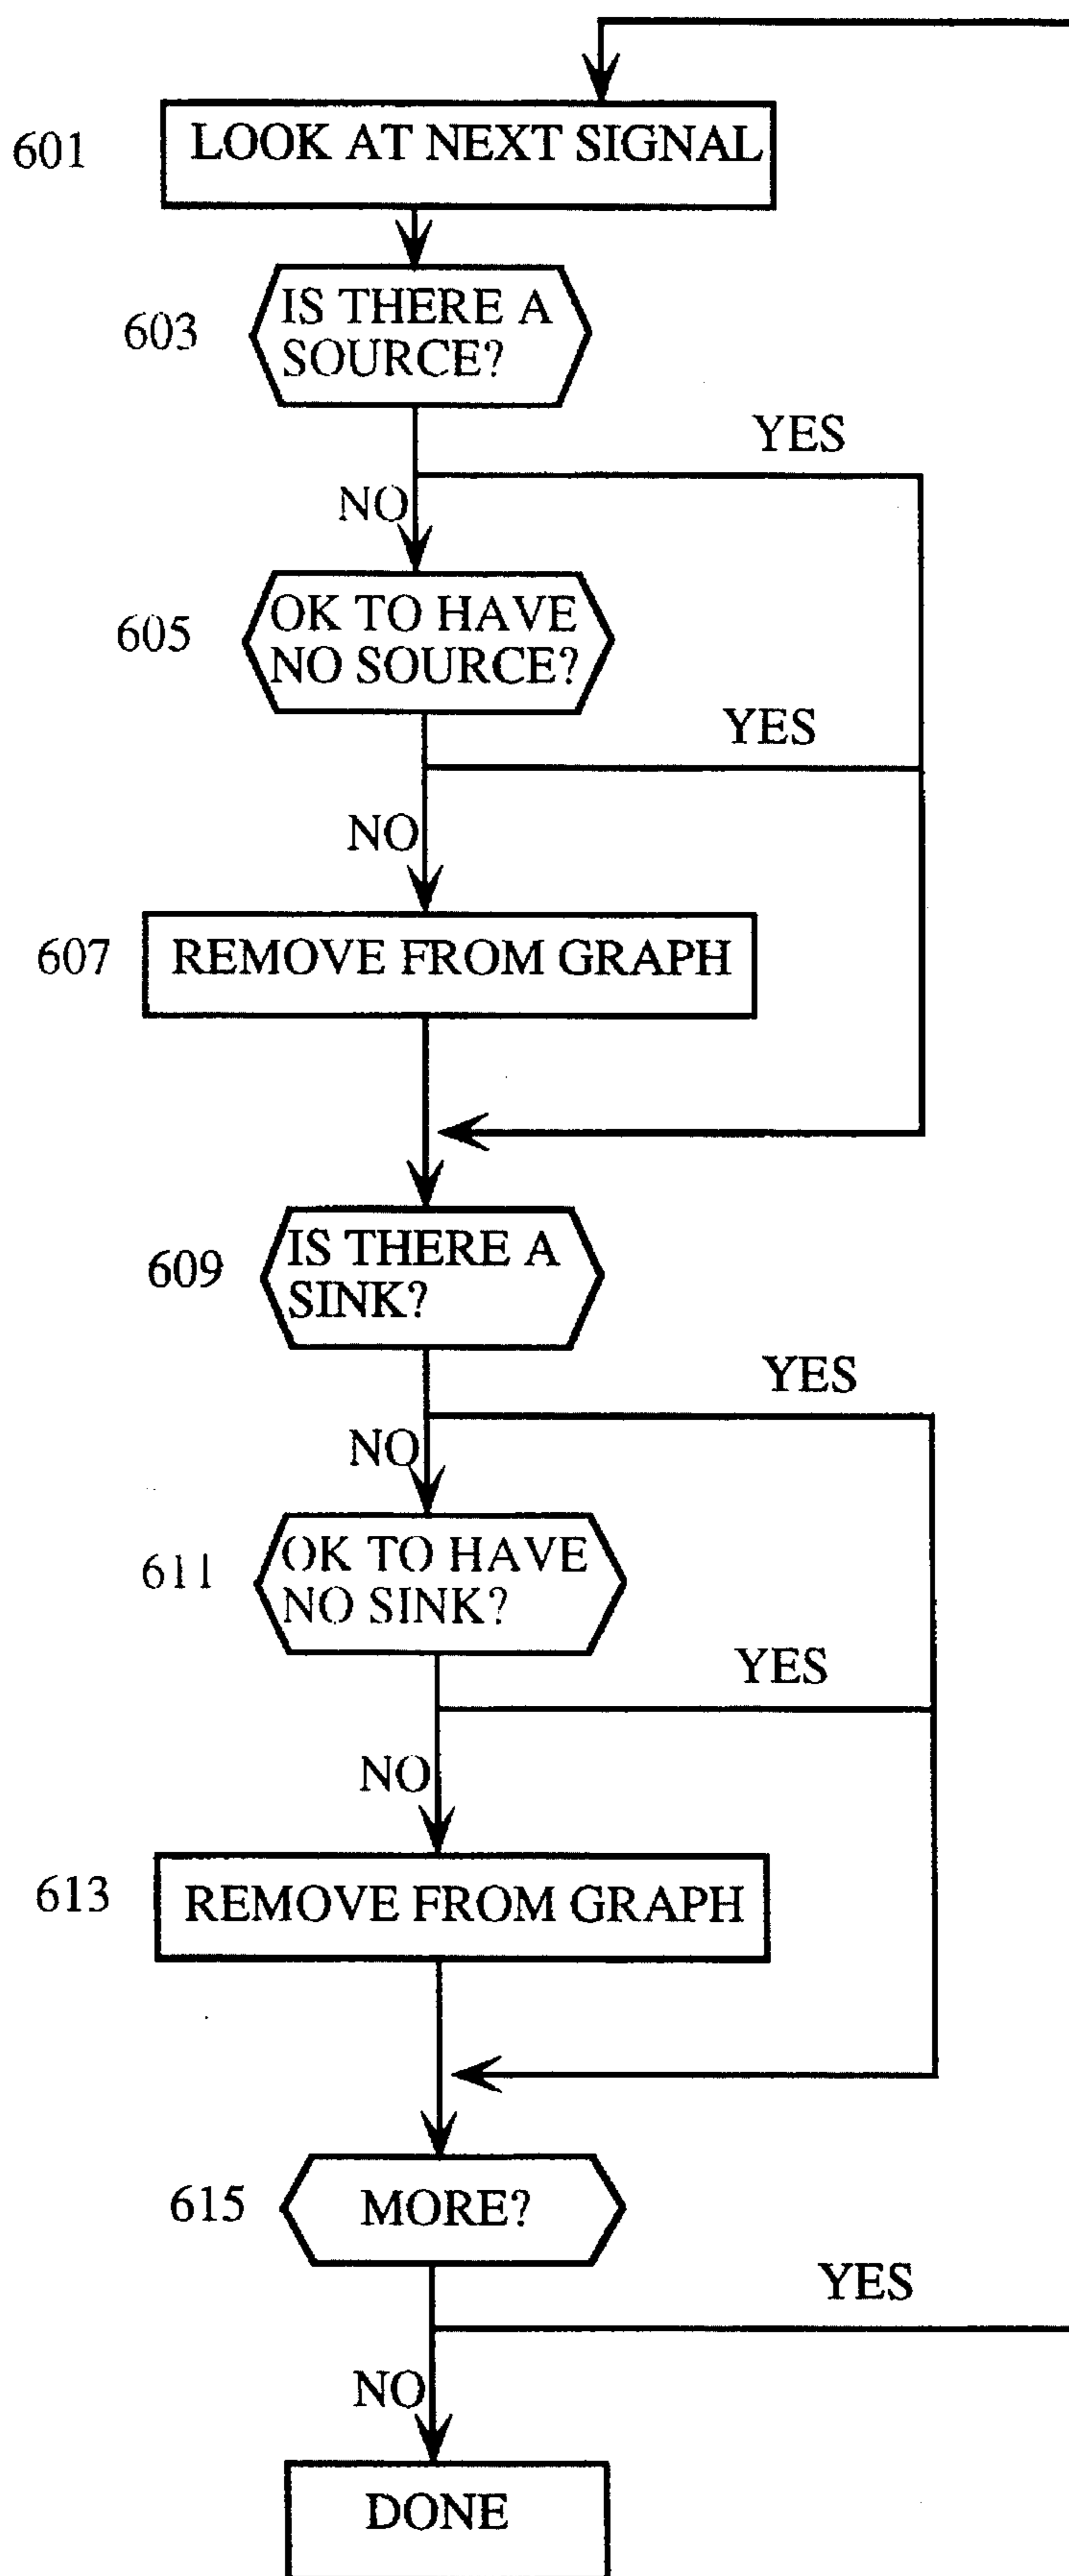 601
LOOK AT NEXT SIGNAL
603
IS THERE A
SOURCE?
YES
NO
605
OK TO HAVE
NO SOURCE?
YES
NO
607
REMOVE FROM GRAPH
609
IS THERE A
SINK?
YES
NO
611
OK TO HAVE
NO SINK?
YES
NO
613
REMOVE FROM GRAPH
615
MORE?
YES
NO
DONE